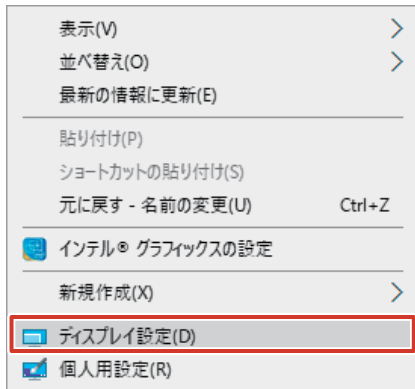 表示(V)
並べ替え(O)
最新の情報に更新(E)
貼り付け(P)
ショートカットの貼り付け(S)
元に戻す - 名前の変更(U) Ctrl+Z
インテル® グラフィックスの設定
新規作成(X)
ディスプレイ設定(D)
個人用設定(R)